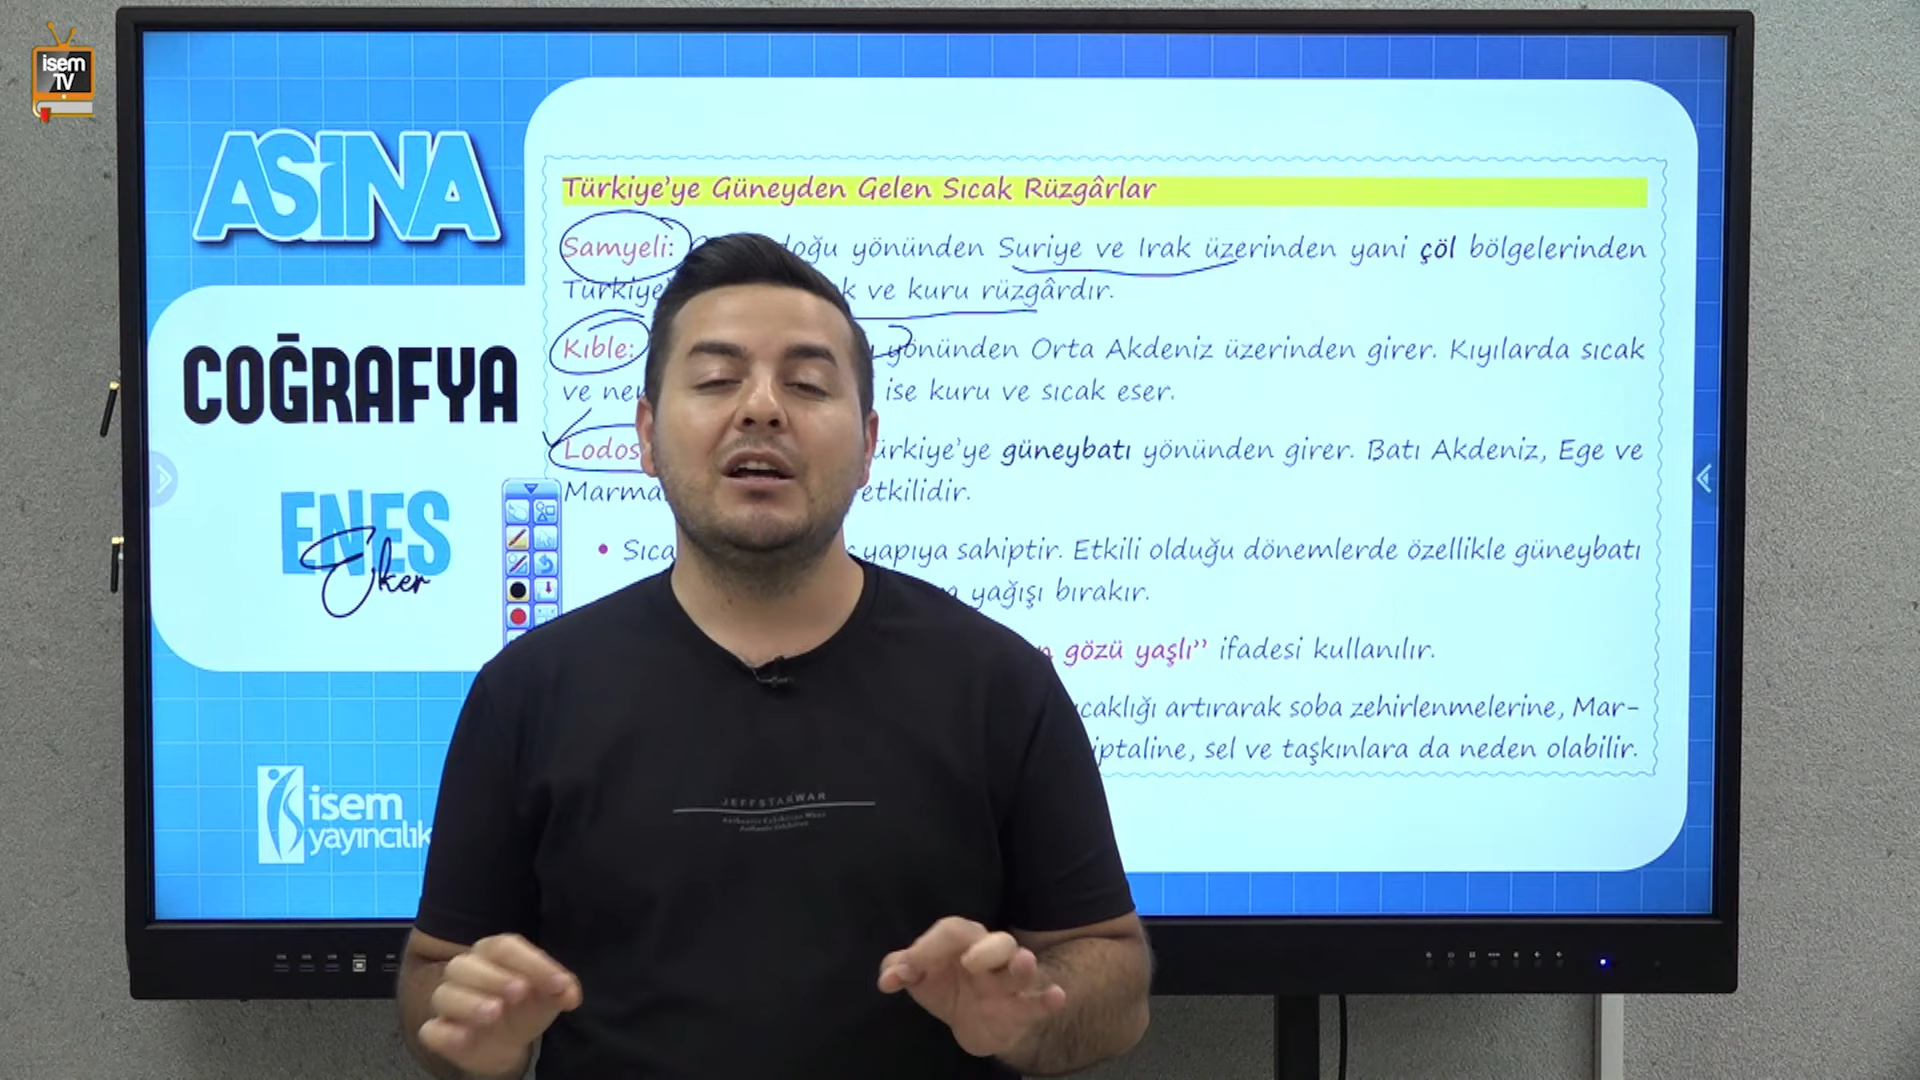 isem
TV
ASiNA
COĞRAFYA
ENES
Eker
isem
yayıncılık
Türkiye'ye Güneyden Gelen Sıcak Rüzgârlar
Samyeli: doğu yönünden Suriye ve Irak üzerinden yani çöl bölgelerinden
Türkiye' ve kuru rüzgârdır.
Kıble: yönünden Orta Akdeniz üzerinden girer. Kıyılarda sıcak
ve ise kuru ve sıcak eser.
Lodos Türkiye'ye güneybatı yönünden girer. Batı Akdeniz, Ege ve
Marma etkilidir.
• Sıca yapıya sahiptir. Etkili olduğu dönemlerde özellikle güneybatı
yağışı bırakır.
gözü yaşlı" ifadesi kullanılır.
sıcaklığı artırarak soba zehirlenmelerine, Mar-
iptaline, sel ve taşkınlara da neden olabilir.
JEFFSTARWAR